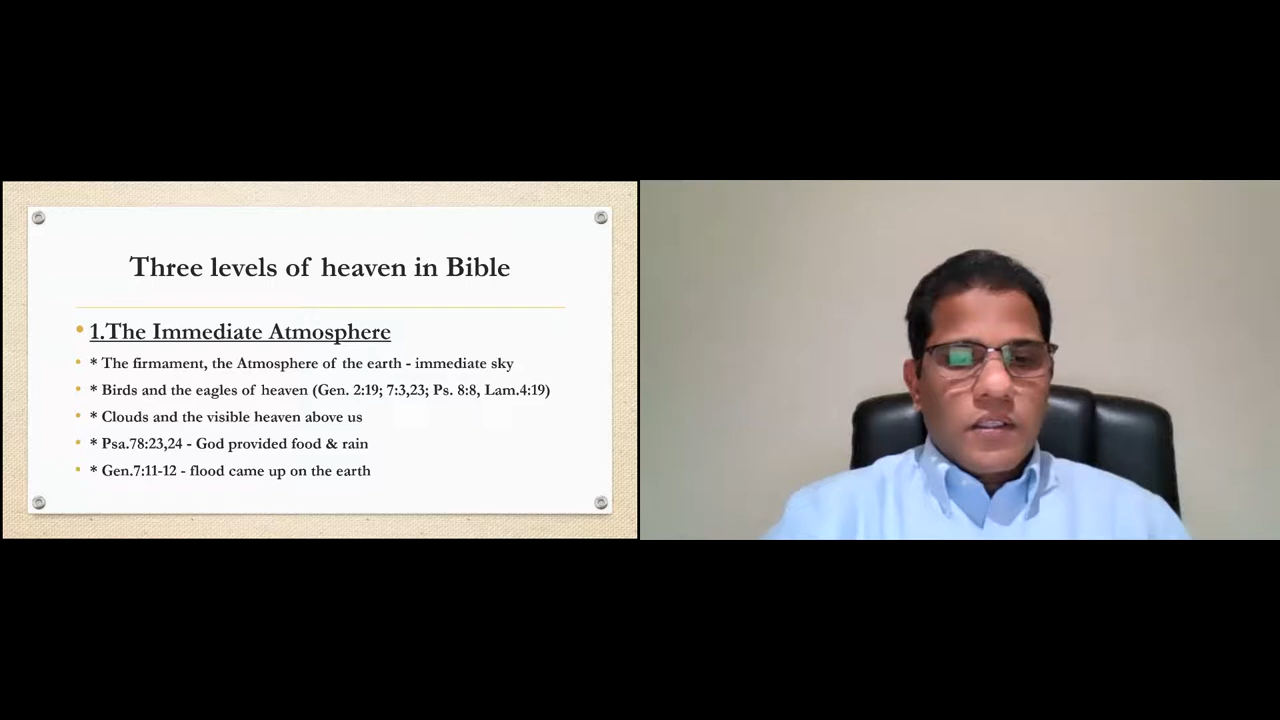 Three levels of heaven in Bible
• 1.The Immediate Atmosphere
• * The firmament, the Atmosphere of the earth - immediate sky
• * Birds and the eagles of heaven (Gen. 2:19; 7:3,23; Ps. 8:8, Lam.4:19)
• * Clouds and the visible heaven above us
• * Psa.78:23,24 - God provided food & rain
• * Gen.7:11-12 - flood came up on the earth